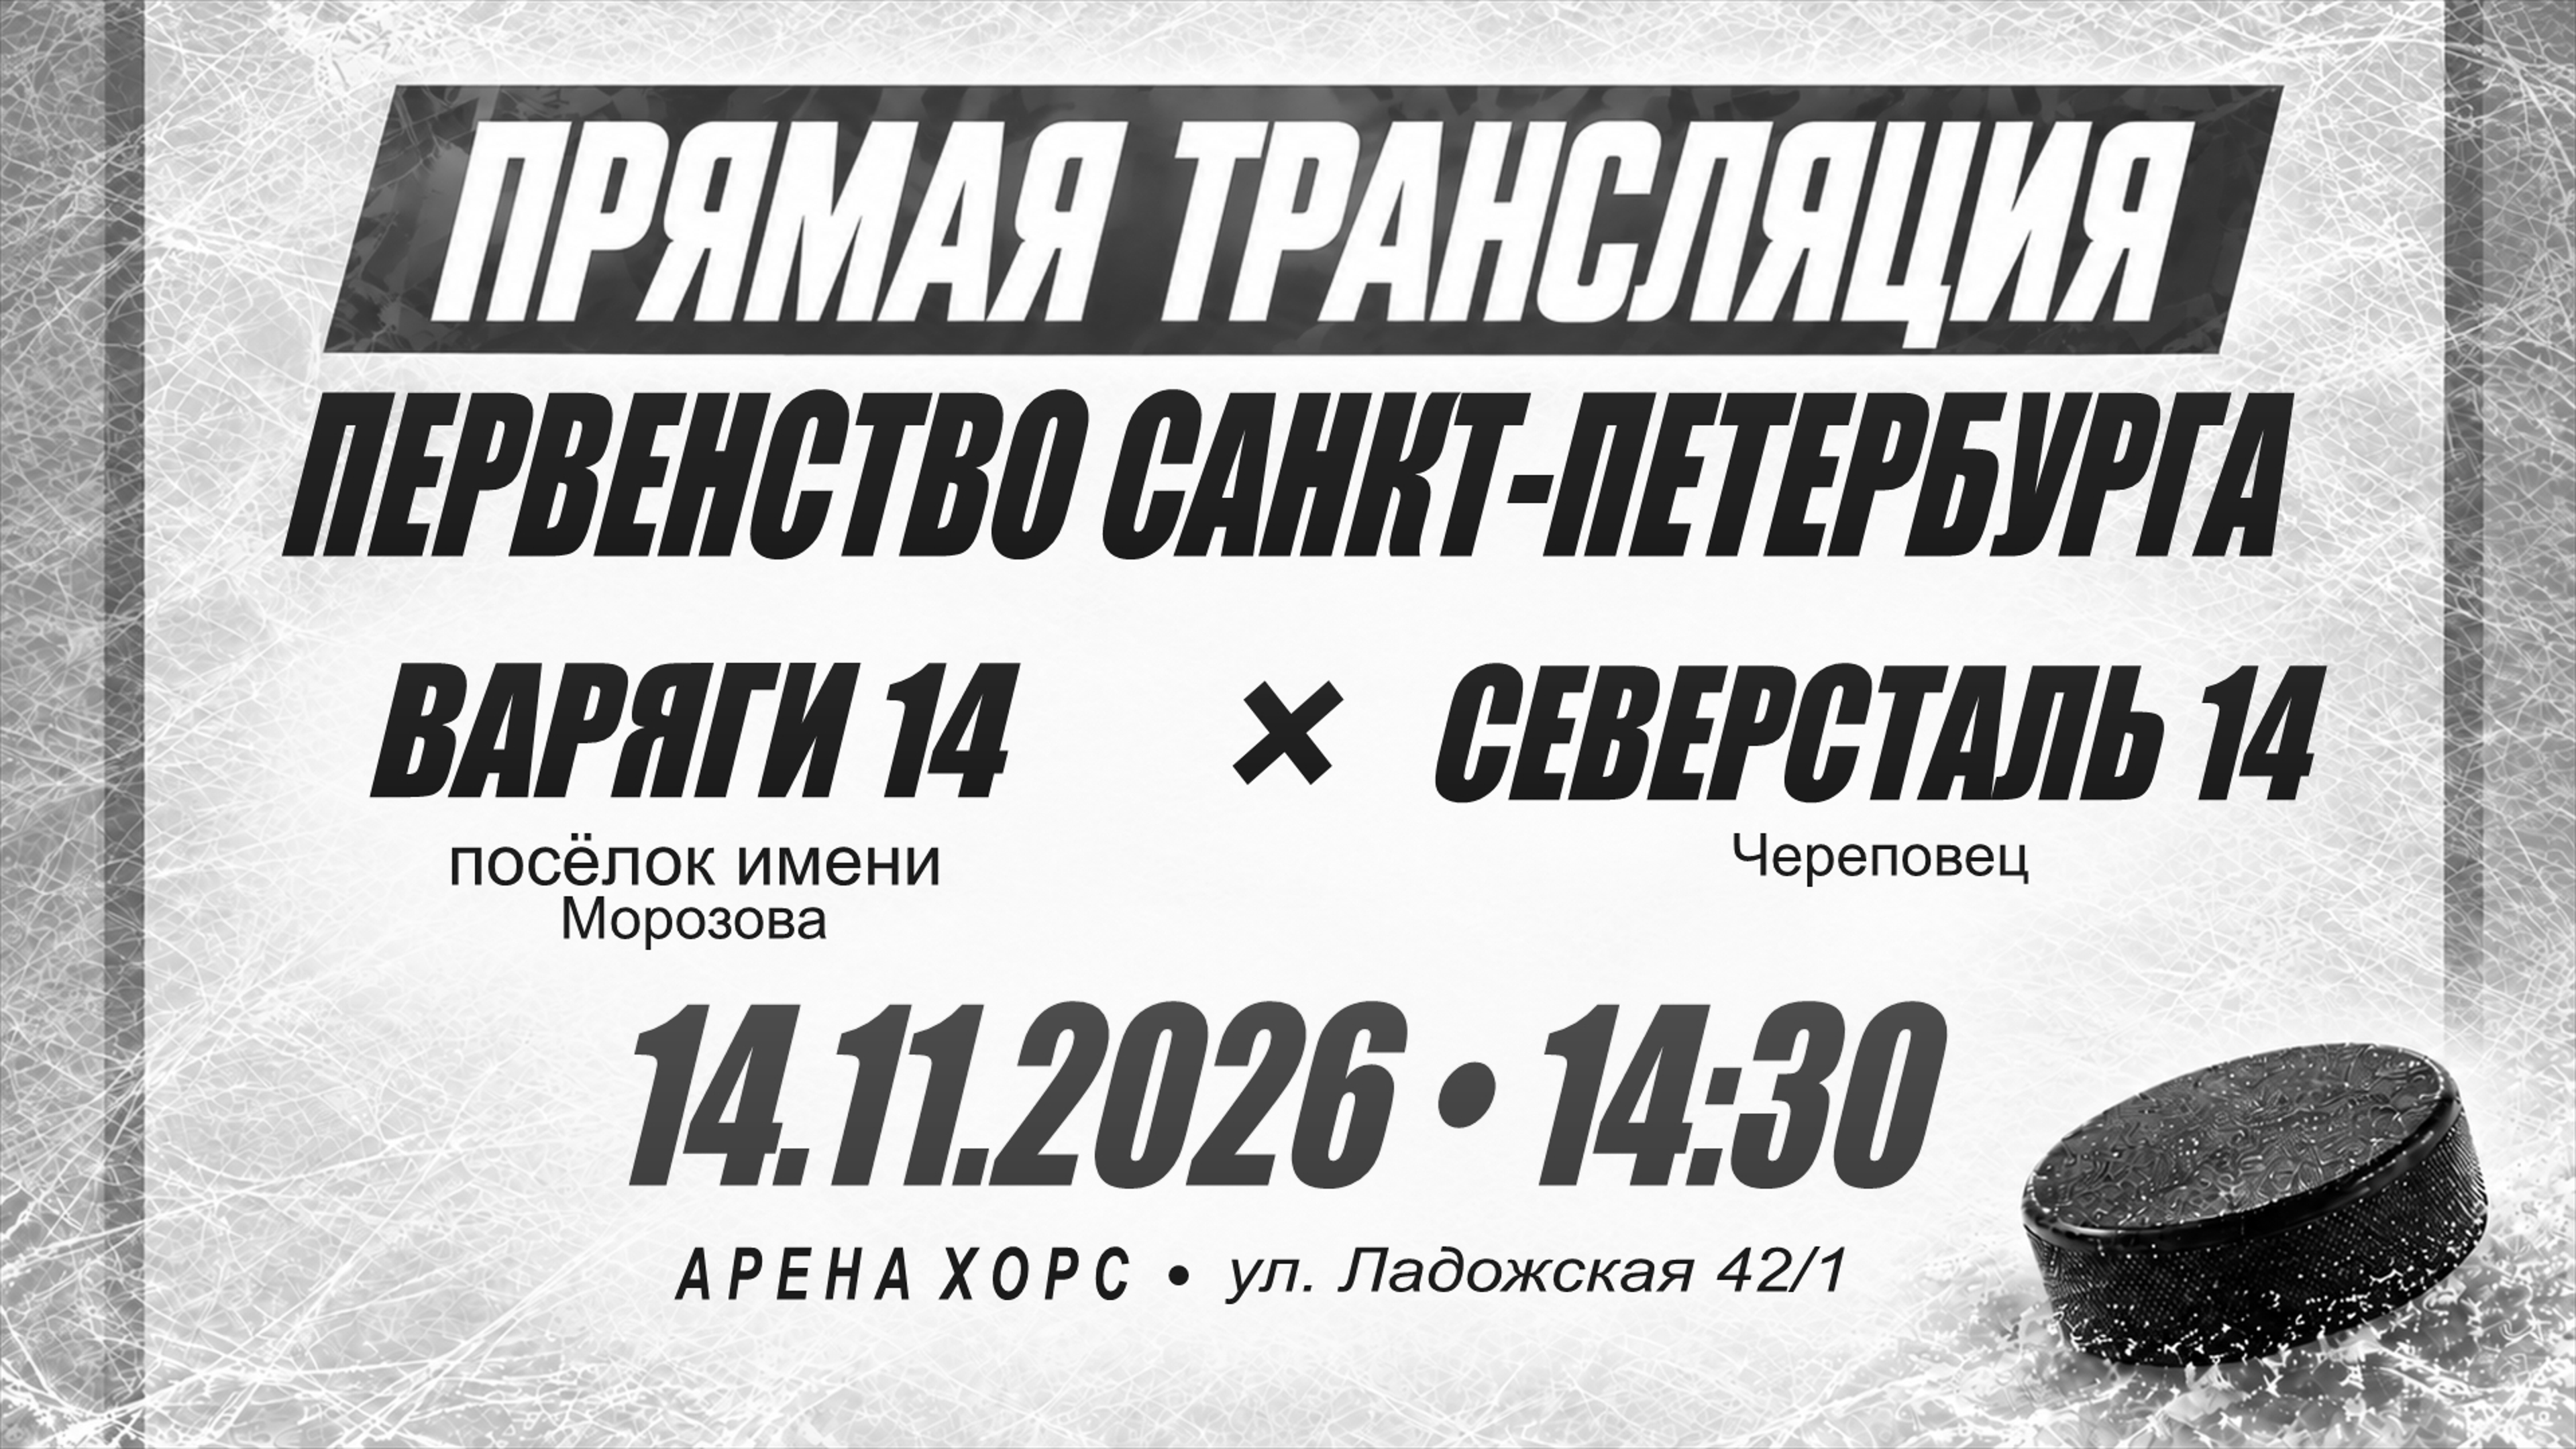 ПРЯМАЯ ТРАНСЛЯЦИЯ
ПЕРВЕНСТВО САНКТ-ПЕТЕРБУРГА
ВАРЯГИ 14 × СЕВЕРСТАЛЬ 14
посёлок имени
Морозова
Череповец
14.11.2026 • 14:30
АРЕНА ХОРС • ул. Ладожская 42/1